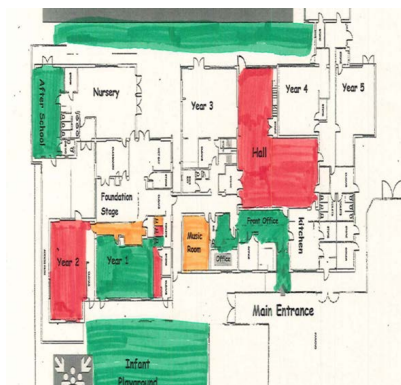 After School
Nursery
Year 3
Year 4
Year 5
Hall
Foundation
Stage
Music
Room
Front Office
Office
kitchen
Year 2
Year 1
Main Entrance
Infant
Playground